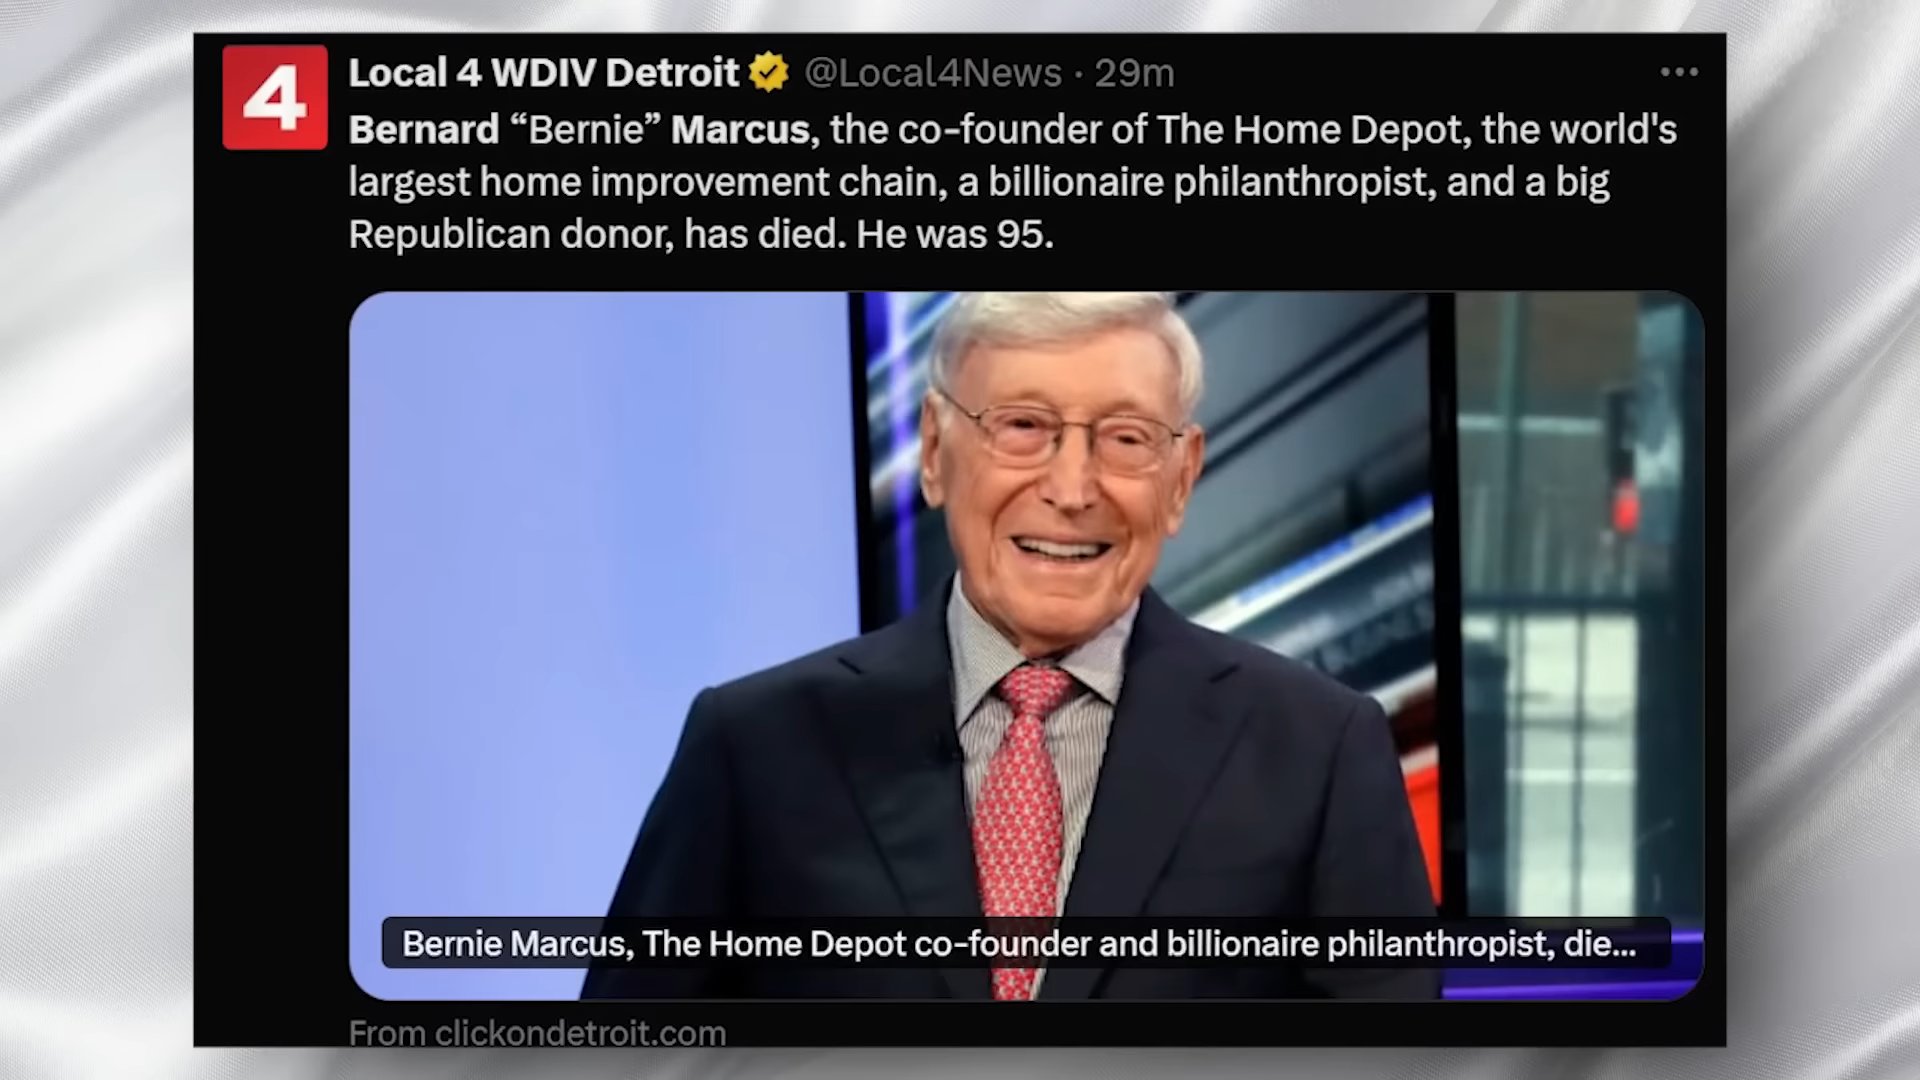 4
Local 4 WDIV Detroit @Local4News · 29m
Bernard “Bernie” Marcus, the co-founder of The Home Depot, the world's
largest home improvement chain, a billionaire philanthropist, and a big
Republican donor, has died. He was 95.
Bernie Marcus, The Home Depot co-founder and billionaire philanthropist, die...
From clickondetroit.com